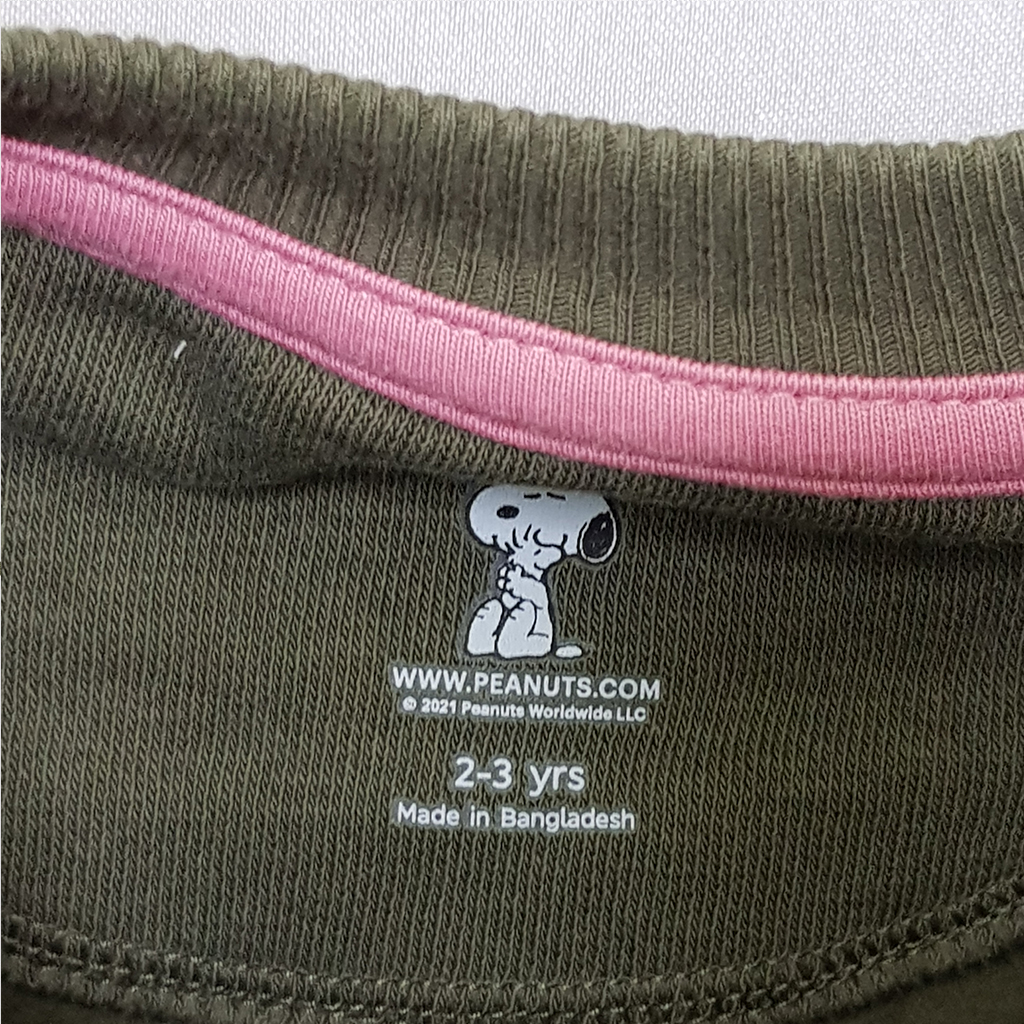 WWW.PEANUTS.COM
© 2021 Peanuts Worldwide LLC
2-3 yrs
Made in Bangladesh